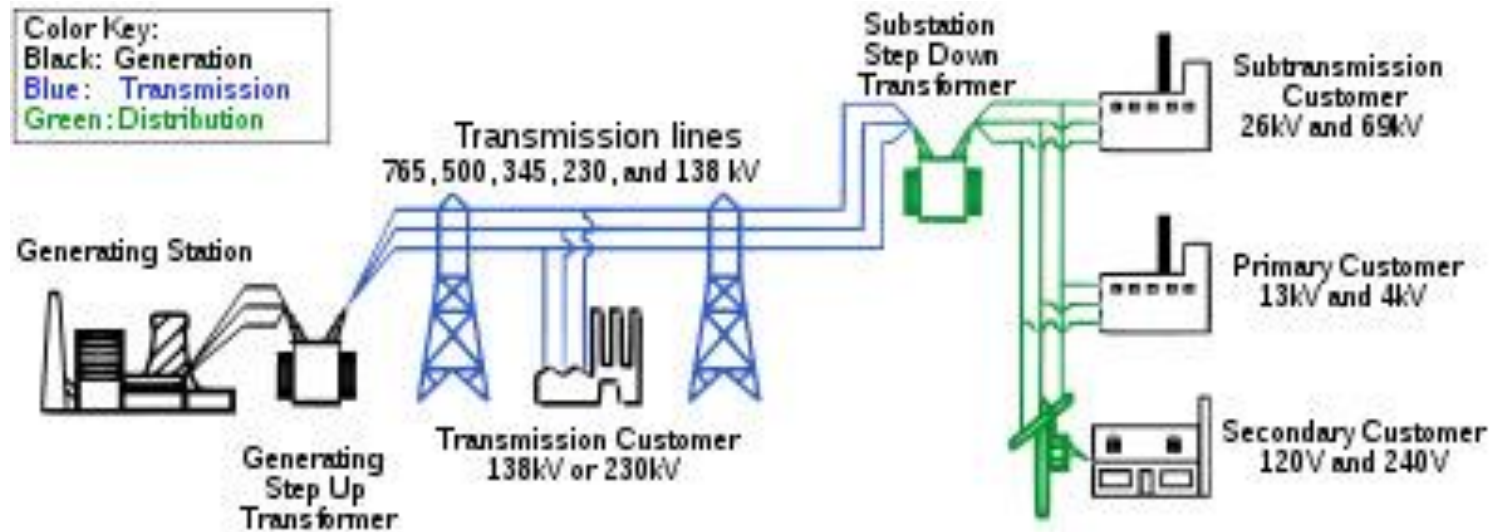 Color Key:
Black: Generation
Blue: Transmission
Green: Distribution
Substation
Step Down
Transformer
Subtransmission
Customer
26kV and 69kV
Transmission lines
765, 500, 345, 230, and 138 kV
Generating Station
Primary Customer
13kV and 4kV
Transmission Customer
138kV or 230kV
Secondary Customer
120V and 240V
Generating
Step Up
Transformer